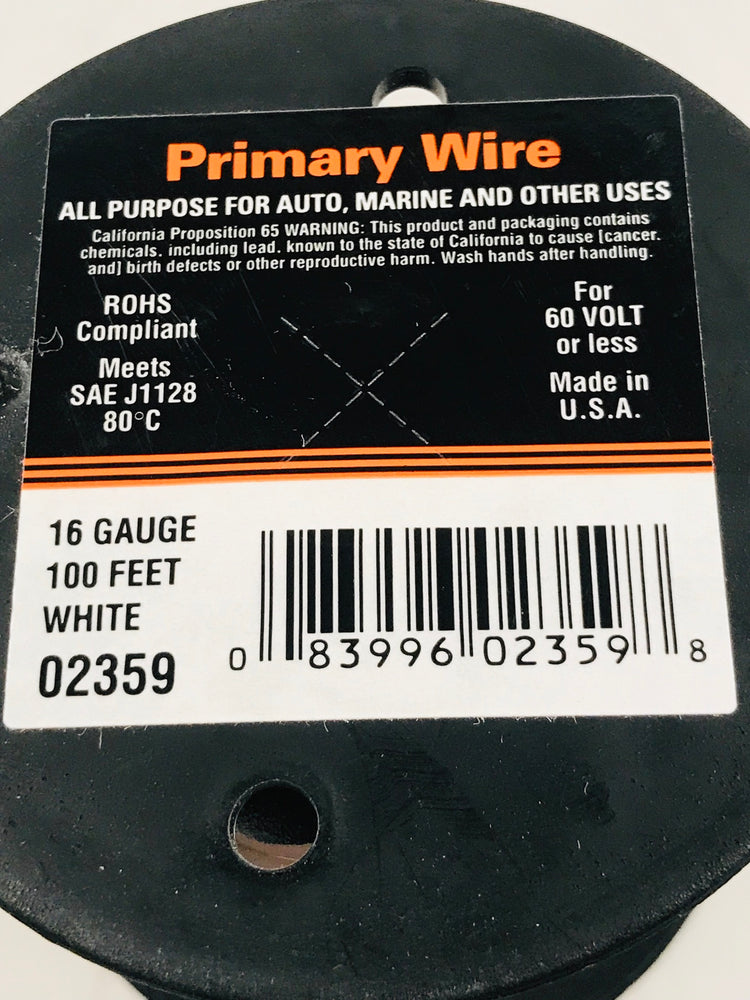 Primary Wire
ALL PURPOSE FOR AUTO, MARINE AND OTHER USES
California Proposition 65 WARNING: This product and packaging contains
chemicals. including lead. known to the state of California to cause [cancer.
and] birth defects or other reproductive harm. Wash hands after handling.
ROHS
Compliant
Meets
SAE J1128
80°C
For
60 VOLT
or less
Made in
U.S.A.
16 GAUGE
100 FEET
WHITE
02359
0 83996 02359 8